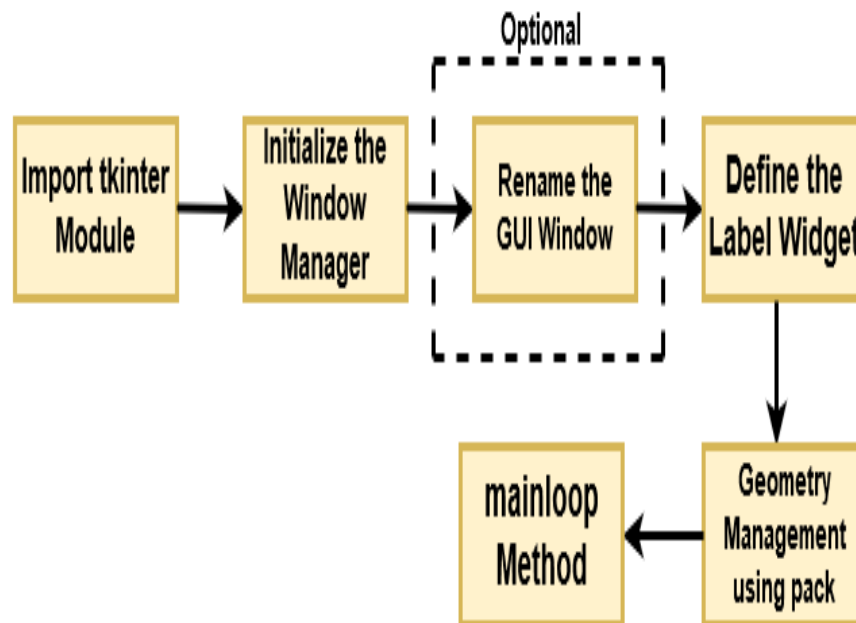 Optional
Import tkinter
Module
Initialize the
Window
Manager
Rename the
GUI Window
Define the
Label Widget
Geometry
Management
using pack
mainloop
Method